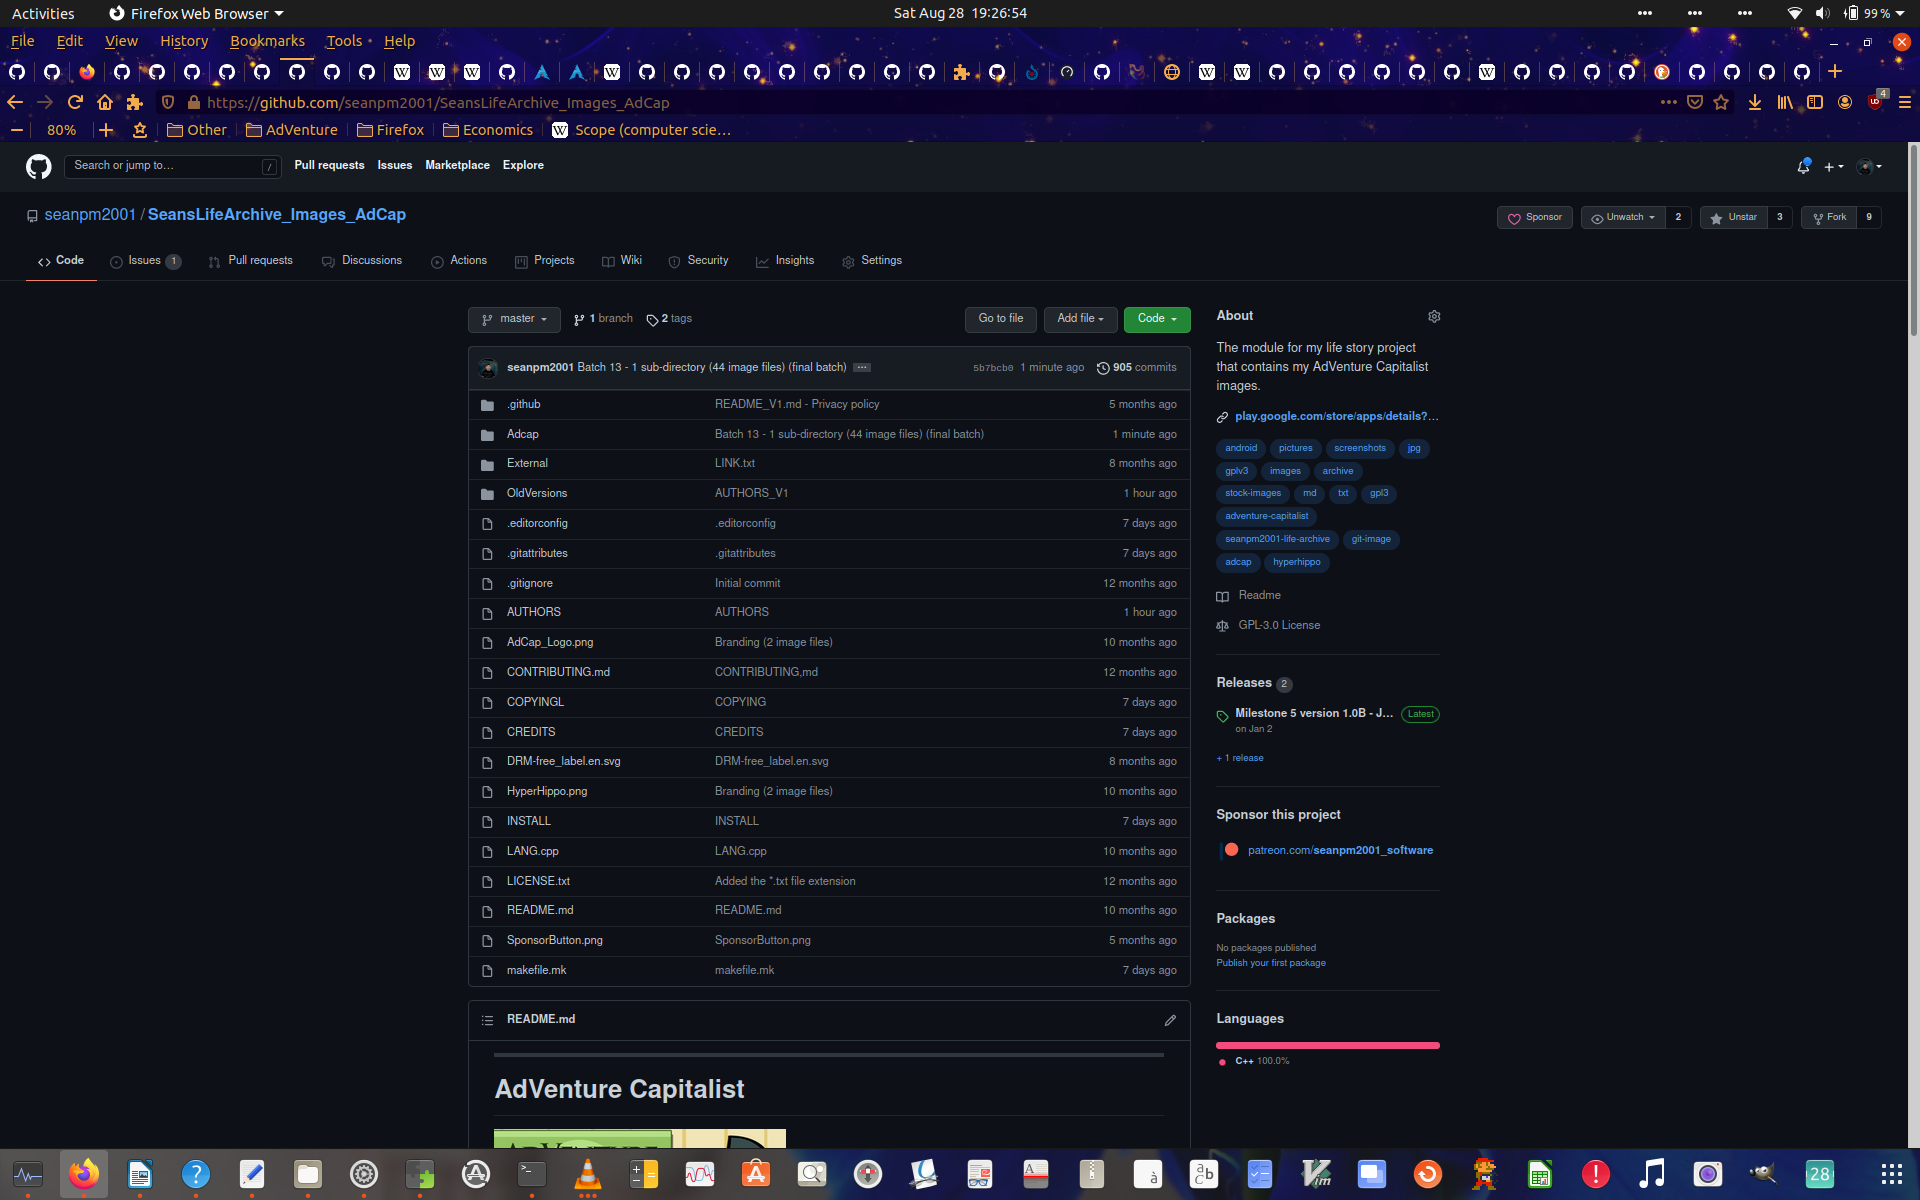 Activities Firefox Web Browser Sat Aug 28 19:26:54 99 %
File Edit View History Bookmarks Tools Help
https://github.com/seanpm2001/SeansLifeArchive_Images_AdCap 4
80% Other AdVenture Firefox Economics Scope (computer scie…
Search or jump to… / Pull requests Issues Marketplace Explore
seanpm2001 / SeansLifeArchive_Images_AdCap Sponsor Unwatch 2 Unstar 3 Fork 9
Code Issues 1 Pull requests Discussions Actions Projects Wiki Security Insights Settings
master 1 branch 2 tags Go to file Add file Code
seanpm2001 Batch 13 - 1 sub-directory (44 image files) (final batch) … 5b7bcb0 1 minute ago 905 commits
.github README_V1.md - Privacy policy 5 months ago
Adcap Batch 13 - 1 sub-directory (44 image files) (final batch) 1 minute ago
External LINK.txt 8 months ago
OldVersions AUTHORS_V1 1 hour ago
.editorconfig .editorconfig 7 days ago
.gitattributes .gitattributes 7 days ago
.gitignore Initial commit 12 months ago
AUTHORS AUTHORS 1 hour ago
AdCap_Logo.png Branding (2 image files) 10 months ago
CONTRIBUTING.md CONTRIBUTING,md 12 months ago
COPYINGL COPYING 7 days ago
CREDITS CREDITS 7 days ago
DRM-free_label.en.svg DRM-free_label.en.svg 8 months ago
HyperHippo.png Branding (2 image files) 10 months ago
INSTALL INSTALL 7 days ago
LANG.cpp LANG.cpp 10 months ago
LICENSE.txt Added the *.txt file extension 12 months ago
README.md README.md 10 months ago
SponsorButton.png SponsorButton.png 5 months ago
makefile.mk makefile.mk 7 days ago
README.md
AdVenture Capitalist
About
The module for my life story project
that contains my AdVenture Capitalist
images.
play.google.com/store/apps/details?…
android pictures screenshots jpg
gplv3 images archive
stock-images md txt gpl3
adventure-capitalist
seanpm2001-life-archive git-image
adcap hyperhippo
Readme
GPL-3.0 License
Releases 2
Milestone 5 version 1.0B - J… Latest
on Jan 2
+ 1 release
Sponsor this project
patreon.com/seanpm2001_software
Packages
No packages published
Publish your first package
Languages
C++ 100.0%
28